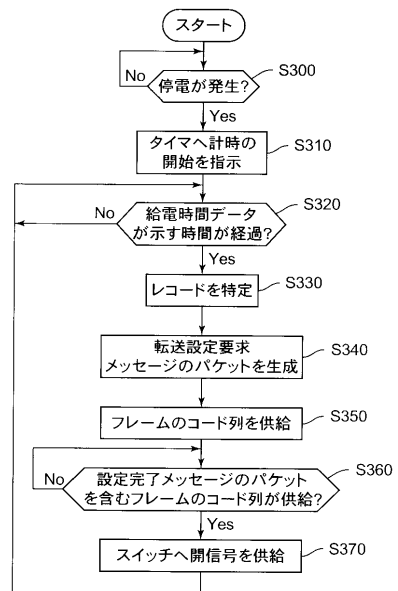 スタート
停電が発生?
S300
No
Yes
タイマへ計時の
開始を指示
S310
No
給電時間データ
が示す時間が経過?
S320
Yes
レコードを特定
S330
転送設定要求
メッセージのパケットを生成
S340
フレームのコード列を供給
S350
No
設定完了メッセージのパケット
を含むフレームのコード列が供給?
S360
Yes
スイッチへ開信号を供給
S370